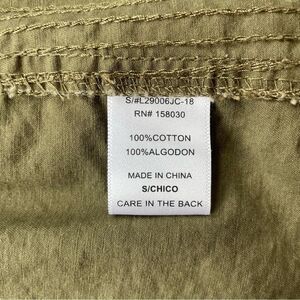 S/#L29006JC-18
RN# 158030
100%COTTON
100%ALGODON
MADE IN CHINA
S/CHICO
CARE IN THE BACK